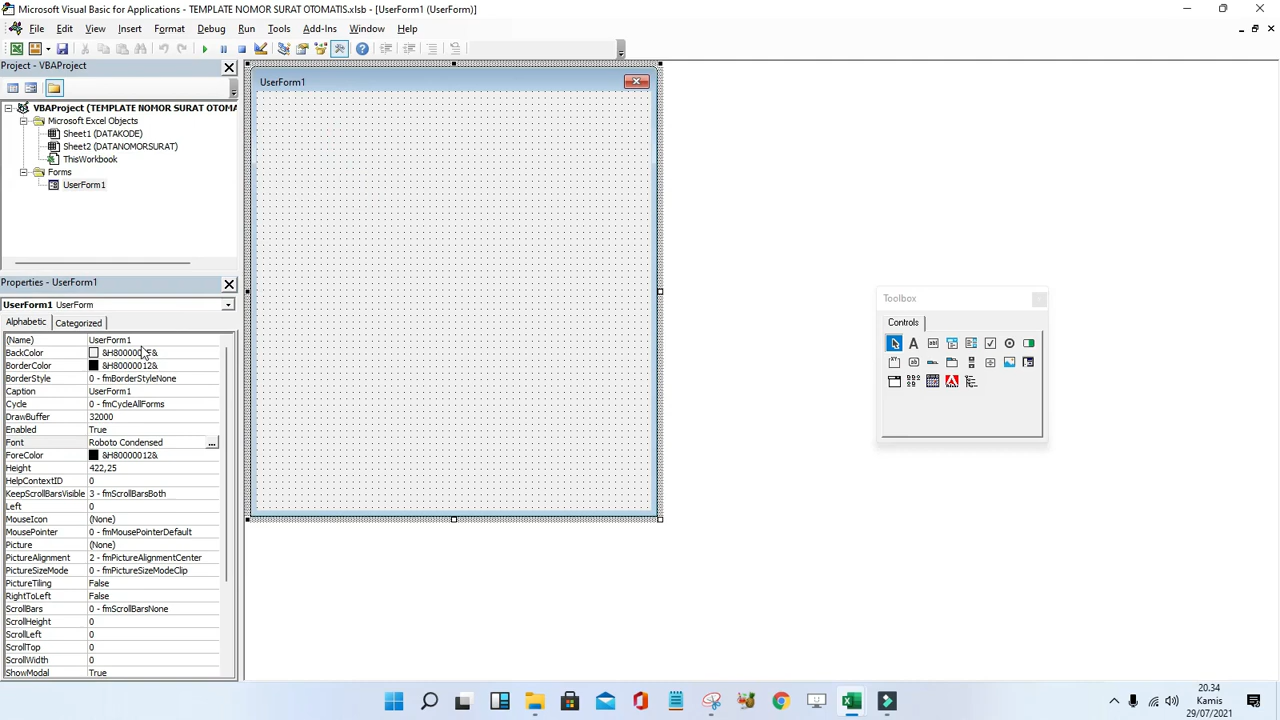 Microsoft Visual Basic for Applications - TEMPLATE NOMOR SURAT OTOMATIS.xlsb - [UserForm1 (UserForm)]
File Edit View Insert Format Debug Run Tools Add-Ins Window Help
Project - VBAProject
VBAProject (TEMPLATE NOMOR SURAT OTOMA
Microsoft Excel Objects
Sheet1 (DATAKODE)
Sheet2 (DATANOMORSURAT)
ThisWorkbook
Forms
UserForm1
Properties - UserForm1
UserForm1 UserForm
Alphabetic Categorized
(Name) UserForm1
BackColor
BorderColor &H80000012&
BorderStyle 0 - fmBorderStyleNone
Caption UserForm1
Cycle 0 - fmCycleAllForms
DrawBuffer 32000
Enabled True
Font Roboto Condensed ...
ForeColor &H80000012&
Height 422,25
HelpContextID 0
KeepScrollBarsVisible 3 - fmScrollBarsBoth
Left 0
MouseIcon (None)
MousePointer 0 - fmMousePointerDefault
Picture (None)
PictureAlignment 2 - fmPictureAlignmentCenter
PictureSizeMode 0 - fmPictureSizeModeClip
PictureTiling False
RightToLeft False
ScrollBars 0 - fmScrollBarsNone
ScrollHeight 0
ScrollLeft 0
ScrollTop 0
ScrollWidth 0
ShowModal True
UserForm1
Toolbox
Controls
20.34
Kamis
29/07/2021